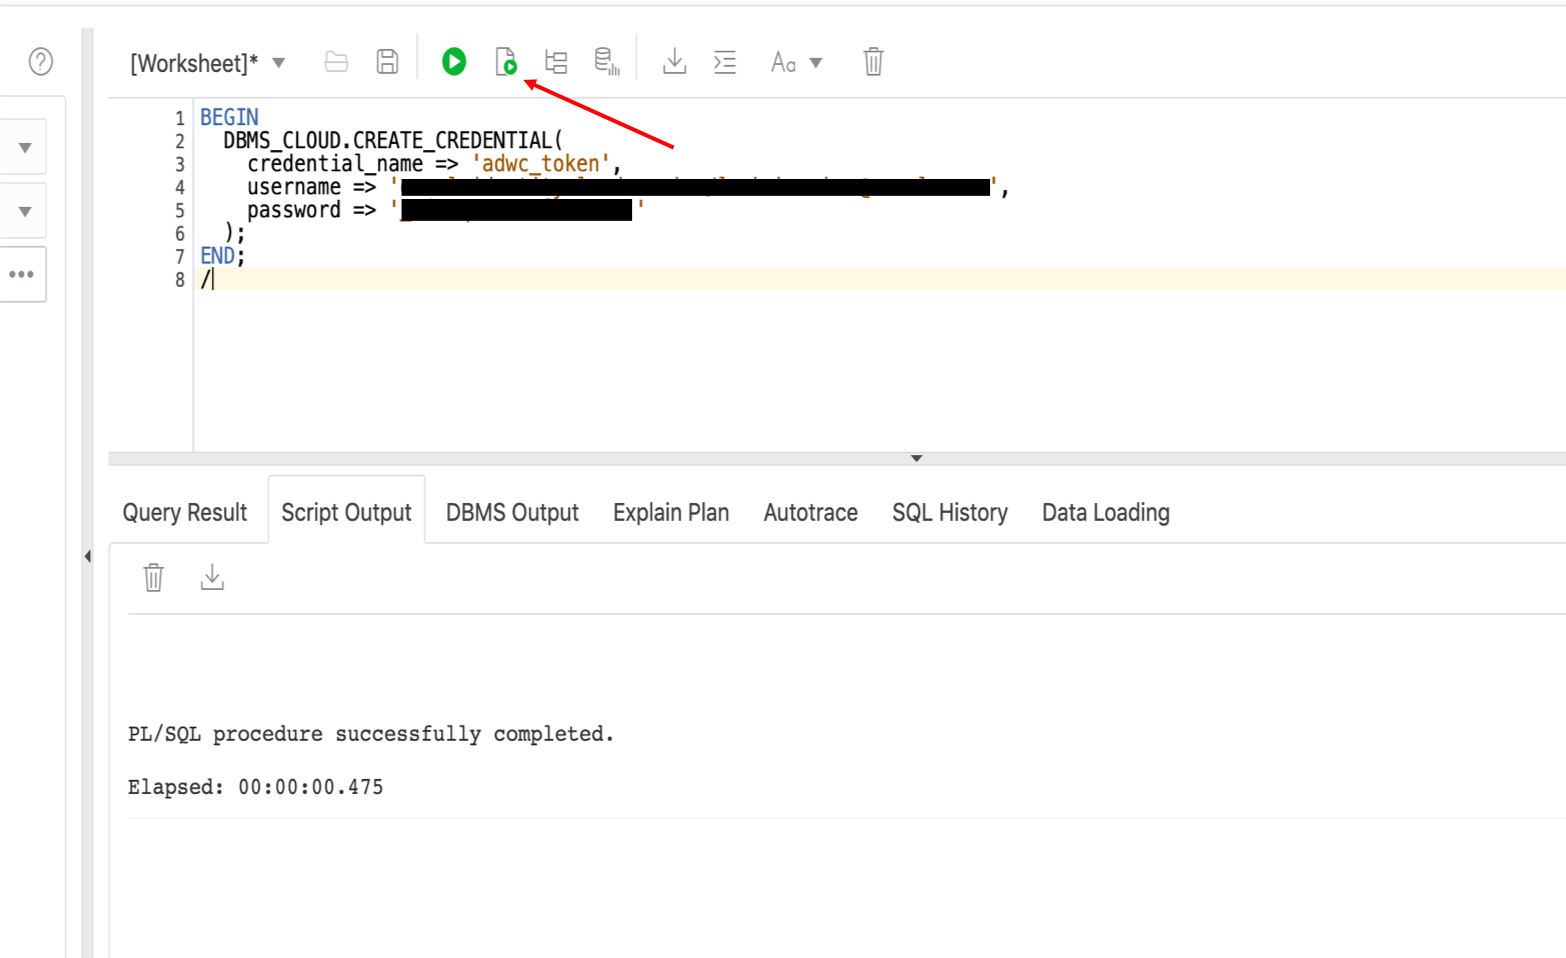 [Worksheet]*
Aa
1 BEGIN
2 DBMS_CLOUD.CREATE_CREDENTIAL(
3 credential_name => 'adwc_token',
4 username => '',
5 password => ''
6 );
7 END;
8 /
Query Result Script Output DBMS Output Explain Plan Autotrace SQL History Data Loading
PL/SQL procedure successfully completed.
Elapsed: 00:00:00.475